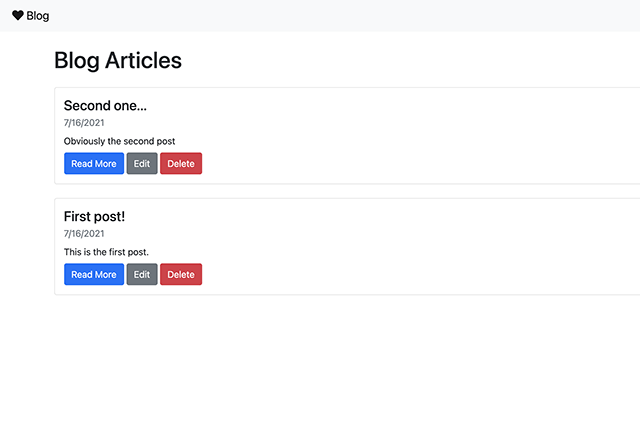 Blog
Blog Articles
Second one...
7/16/2021
Obviously the second post
Read More Edit Delete
First post!
7/16/2021
This is the first post.
Read More Edit Delete